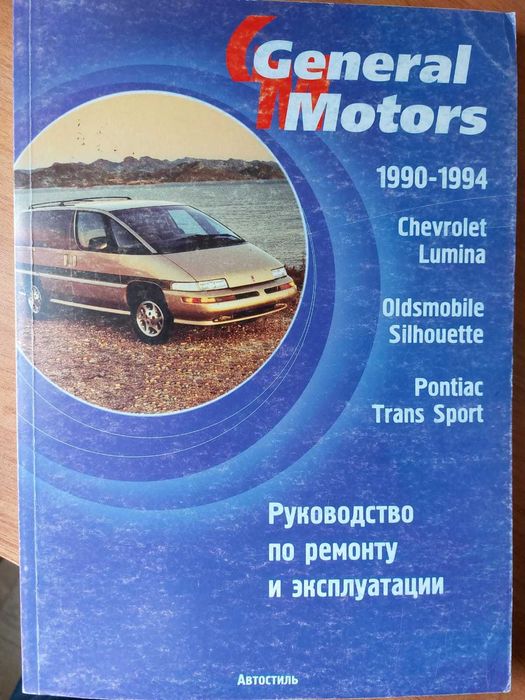 General
Motors
1990-1994
Chevrolet
Lumina
Oldsmobile
Silhouette
Pontiac
Trans Sport
Руководство
по ремонту
и эксплуатации
Автостиль